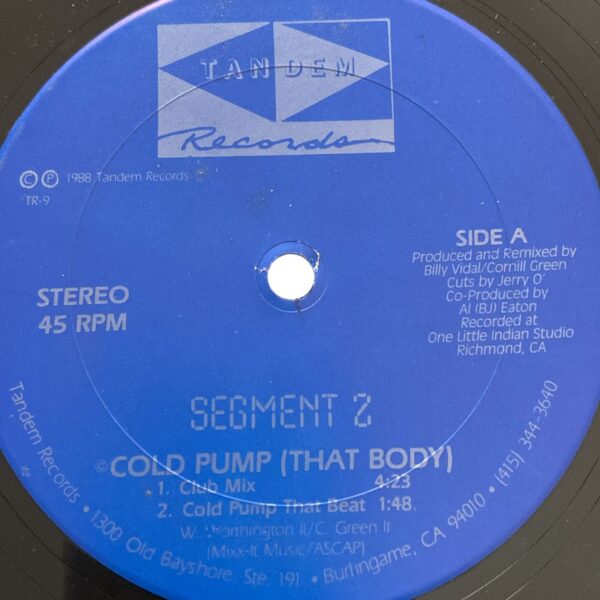 TANDEM
Records
©℗ 1988 Tandem Records
TR-9
STEREO
45 RPM
SIDE A
Produced and Remixed by
Billy Vidal/Cornill Green
Cuts by Jerry O'
Co-Produced by
Al (BJ) Eaton
Recorded at
One Little Indian Studio
Richmond, CA
SEGMENT 2
©COLD PUMP (THAT BODY)
1. Club Mix 4:23
2. Cold Pump That Beat 1:48
W. Worthington II/C. Green II
(Mixx-It Music/ASCAP)
Tandem Records • 1300 Old Bayshore, Ste. 191 • Burlingame, CA 94010 • (415) 344-3640